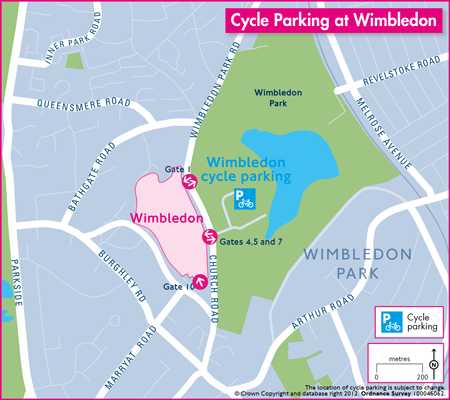 Cycle Parking at Wimbledon
INNER PARK ROAD
WIMBLEDON PARK RD
REVELSTOKE ROAD
Wimbledon
Park
QUEENSMERE ROAD
MELROSE AVENUE
BATHGATE ROAD
Gate 1
Wimbledon
cycle parking
P
Wimbledon
Gates 4,5 and 7
WIMBLEDON
PARK
BURGHLEY RD
CHURCH ROAD
PARKSIDE
Gate 10
ARTHUR ROAD
MARRYAT ROAD
P
Cycle
parking
metres
0 200
N
The location of cycle parking is subject to change.
© Crown Copyright and database right 2012. Ordnance Survey 100046062.